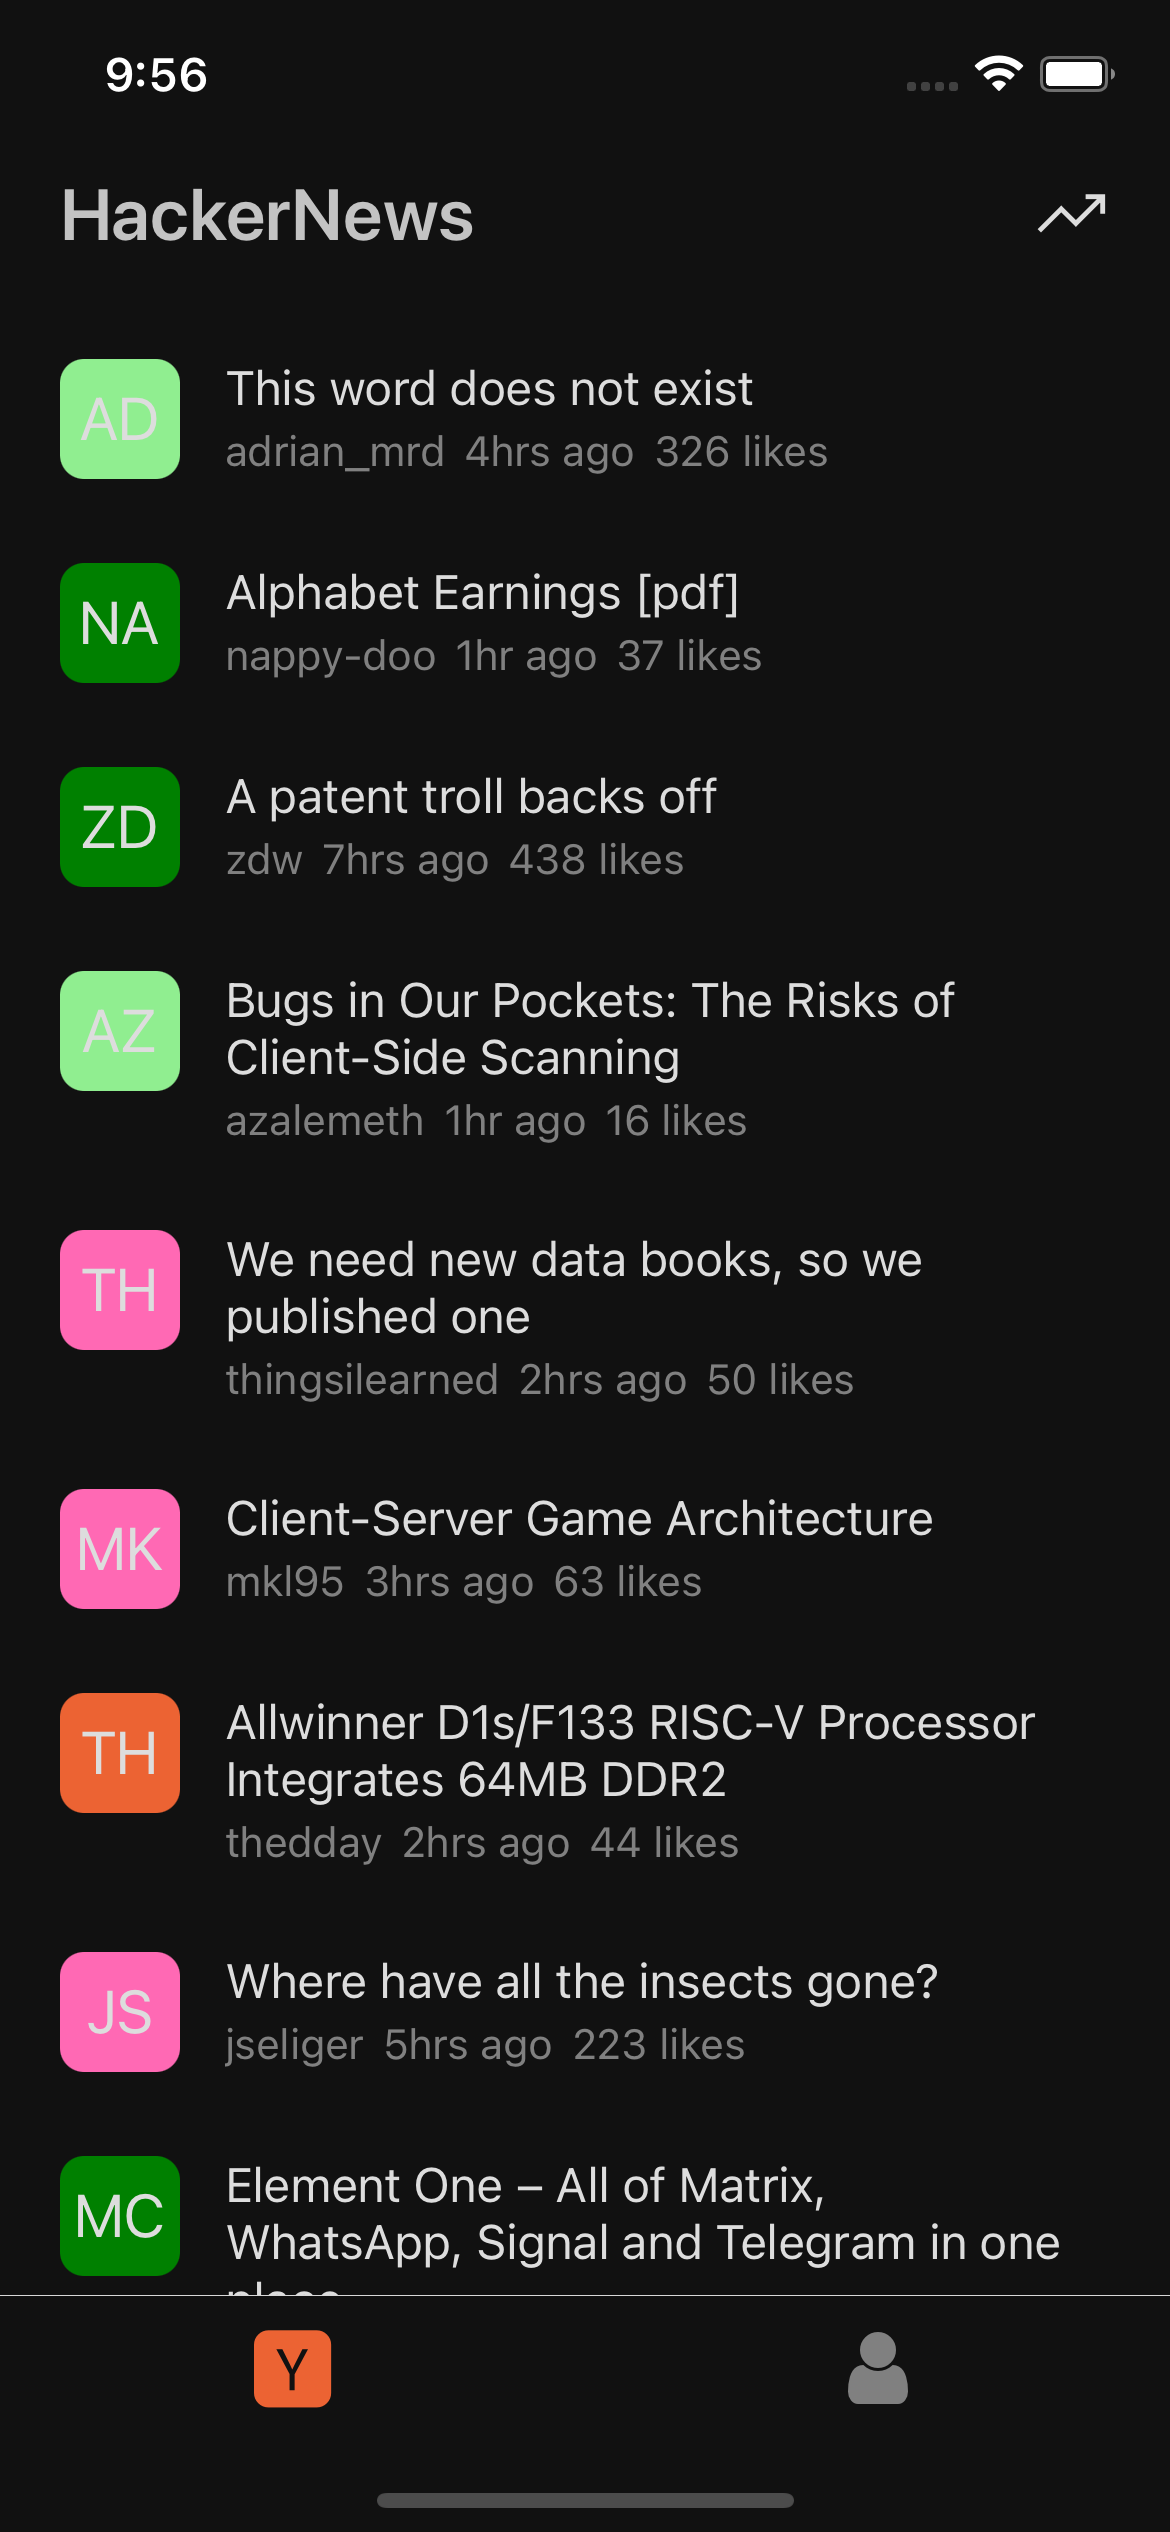 9:56
HackerNews
AD
This word does not exist
adrian_mrd 4hrs ago 326 likes
NA
Alphabet Earnings [pdf]
nappy-doo 1hr ago 37 likes
ZD
A patent troll backs off
zdw 7hrs ago 438 likes
AZ
Bugs in Our Pockets: The Risks of
Client-Side Scanning
azalemeth 1hr ago 16 likes
TH
We need new data books, so we
published one
thingsilearned 2hrs ago 50 likes
MK
Client-Server Game Architecture
mkl95 3hrs ago 63 likes
TH
Allwinner D1s/F133 RISC-V Processor
Integrates 64MB DDR2
thedday 2hrs ago 44 likes
JS
Where have all the insects gone?
jseliger 5hrs ago 223 likes
MC
Element One – All of Matrix,
WhatsApp, Signal and Telegram in one
place
Y